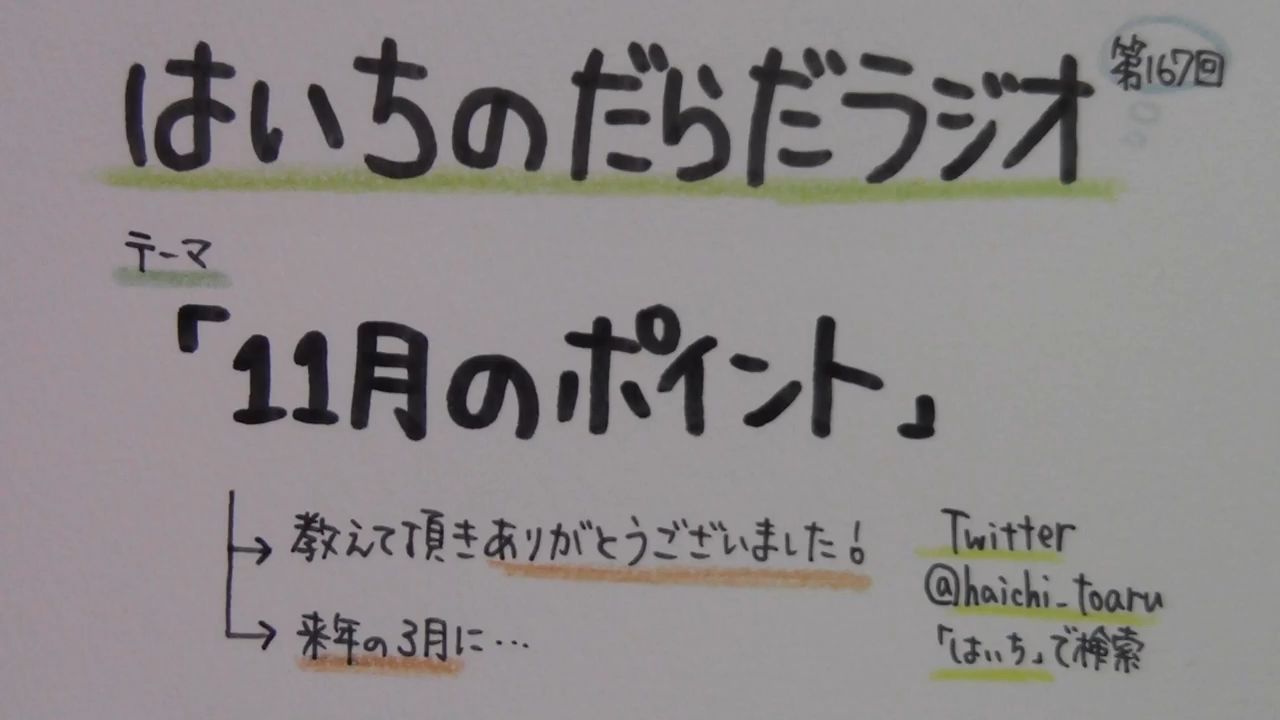 はいちのだらだラジオ 第167回
テーマ
「11月のポイント」
教えて頂きありがとうございました!
来年の3月に…
Twitter
@haichi_toaru
「はいち」で検索